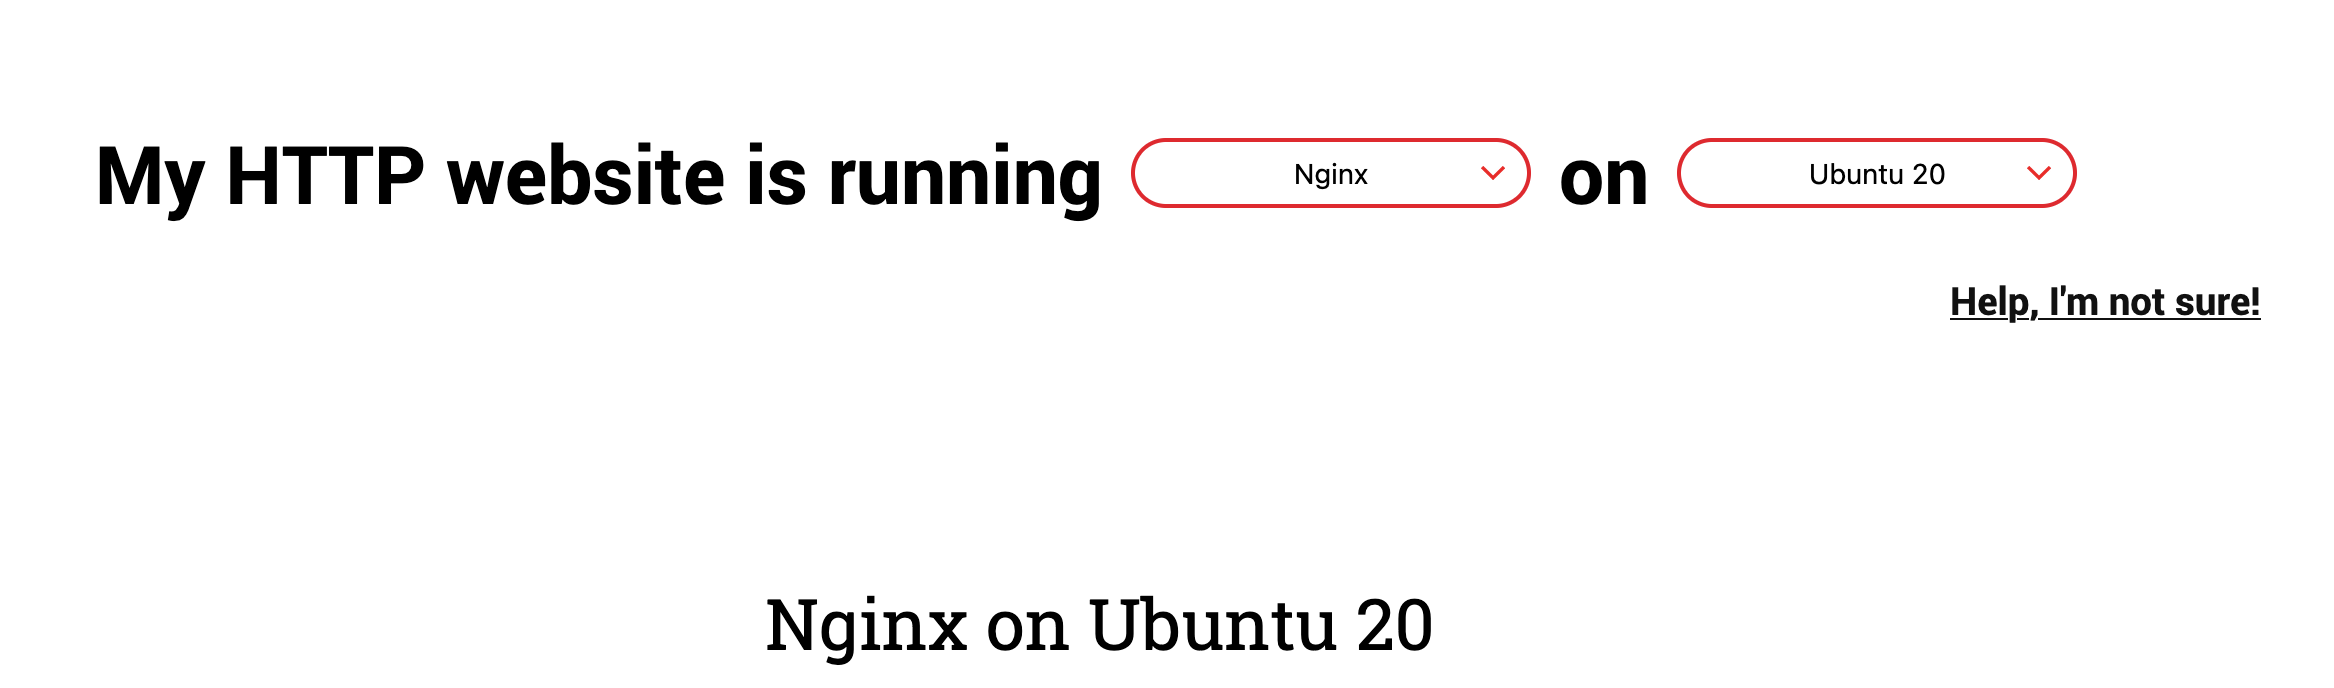 My HTTP website is running Nginx on Ubuntu 20
Help, I'm not sure!
Nginx on Ubuntu 20